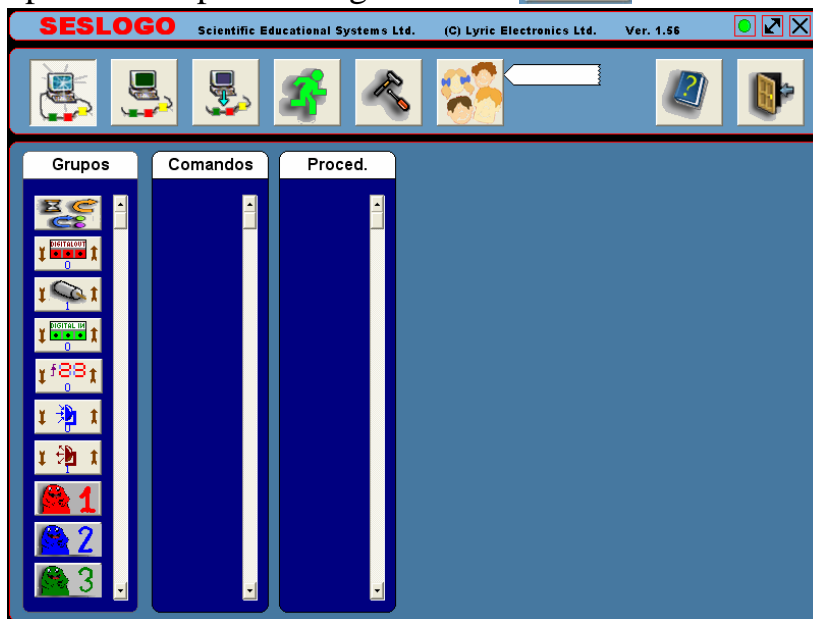 SESLOGO Scientific Educational Systems Ltd. (C) Lyric Electronics Ltd. Ver. 1.56
?
Grupos Comandos Proced.
DIGITAL OUT
0
1
DIGITAL IN
0
f88
0
0
1
1
2
3